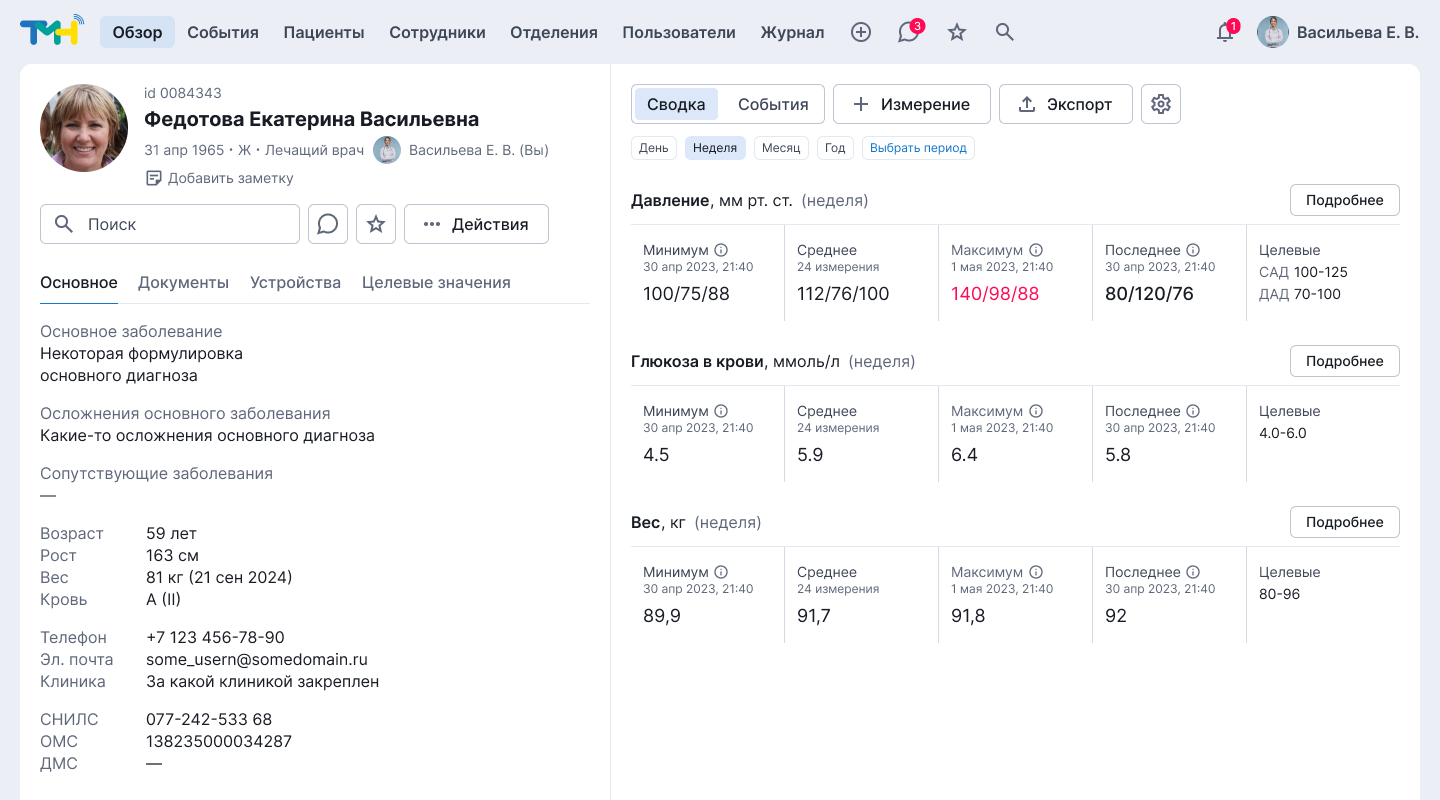 ТМН
Обзор События Пациенты Сотрудники Отделения Пользователи Журнал 3 1 Васильева Е. В.
id 0084343
Федотова Екатерина Васильевна
31 апр 1965 · Ж · Лечащий врач Васильева Е. В. (Вы)
Добавить заметку
Поиск
Действия
Основное Документы Устройства Целевые значения
Основное заболевание
Некоторая формулировка
основного диагноза
Осложнения основного заболевания
Какие-то осложнения основного диагноза
Сопутствующие заболевания
—
Возраст 59 лет
Рост 163 см
Вес 81 кг (21 сен 2024)
Кровь A (II)
Телефон +7 123 456-78-90
Эл. почта some_usern@somedomain.ru
Клиника За какой клиникой закреплен
СНИЛС 077-242-533 68
ОМС 138235000034287
ДМС —
Сводка События Измерение Экспорт
День Неделя Месяц Год Выбрать период
Давление, мм рт. ст. (неделя) Подробнее
Минимум Среднее Максимум Последнее Целевые
30 апр 2023, 21:40 24 измерения 1 мая 2023, 21:40 30 апр 2023, 21:40 САД 100-125
100/75/88 112/76/100 140/98/88 80/120/76 ДАД 70-100
Глюкоза в крови, ммоль/л (неделя) Подробнее
Минимум Среднее Максимум Последнее Целевые
30 апр 2023, 21:40 24 измерения 1 мая 2023, 21:40 30 апр 2023, 21:40 4.0-6.0
4.5 5.9 6.4 5.8
Вес, кг (неделя) Подробнее
Минимум Среднее Максимум Последнее Целевые
30 апр 2023, 21:40 24 измерения 1 мая 2023, 21:40 30 апр 2023, 21:40 80-96
89,9 91,7 91,8 92